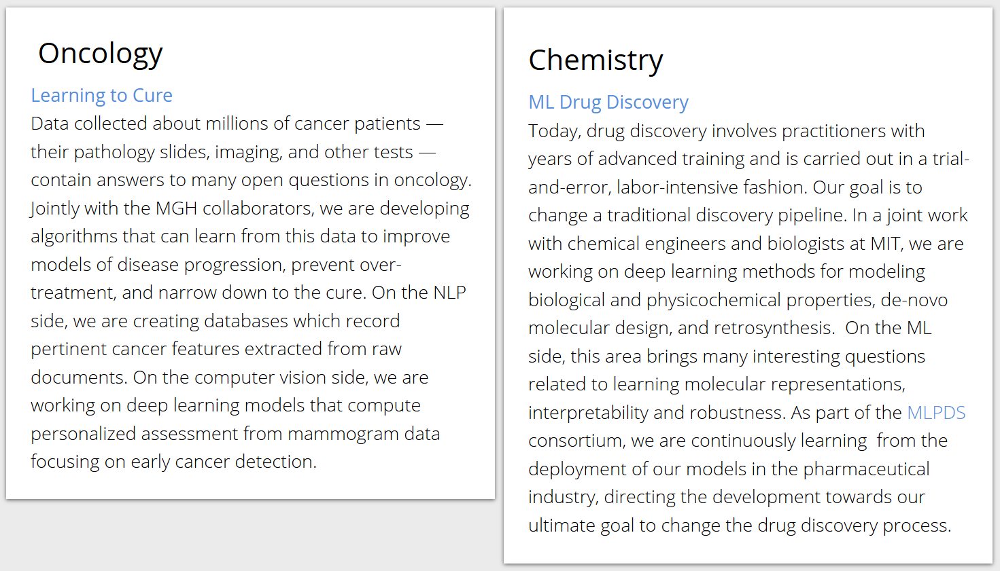 Oncology
Learning to Cure
Data collected about millions of cancer patients —
their pathology slides, imaging, and other tests —
contain answers to many open questions in oncology.
Jointly with the MGH collaborators, we are developing
algorithms that can learn from this data to improve
models of disease progression, prevent over-
treatment, and narrow down to the cure. On the NLP
side, we are creating databases which record
pertinent cancer features extracted from raw
documents. On the computer vision side, we are
working on deep learning models that compute
personalized assessment from mammogram data
focusing on early cancer detection.
Chemistry
ML Drug Discovery
Today, drug discovery involves practitioners with
years of advanced training and is carried out in a trial-
and-error, labor-intensive fashion. Our goal is to
change a traditional discovery pipeline. In a joint work
with chemical engineers and biologists at MIT, we are
working on deep learning methods for modeling
biological and physicochemical properties, de-novo
molecular design, and retrosynthesis.  On the ML
side, this area brings many interesting questions
related to learning molecular representations,
interpretability and robustness. As part of the MLPDS
consortium, we are continuously learning  from the
deployment of our models in the pharmaceutical
industry, directing the development towards our
ultimate goal to change the drug discovery process.